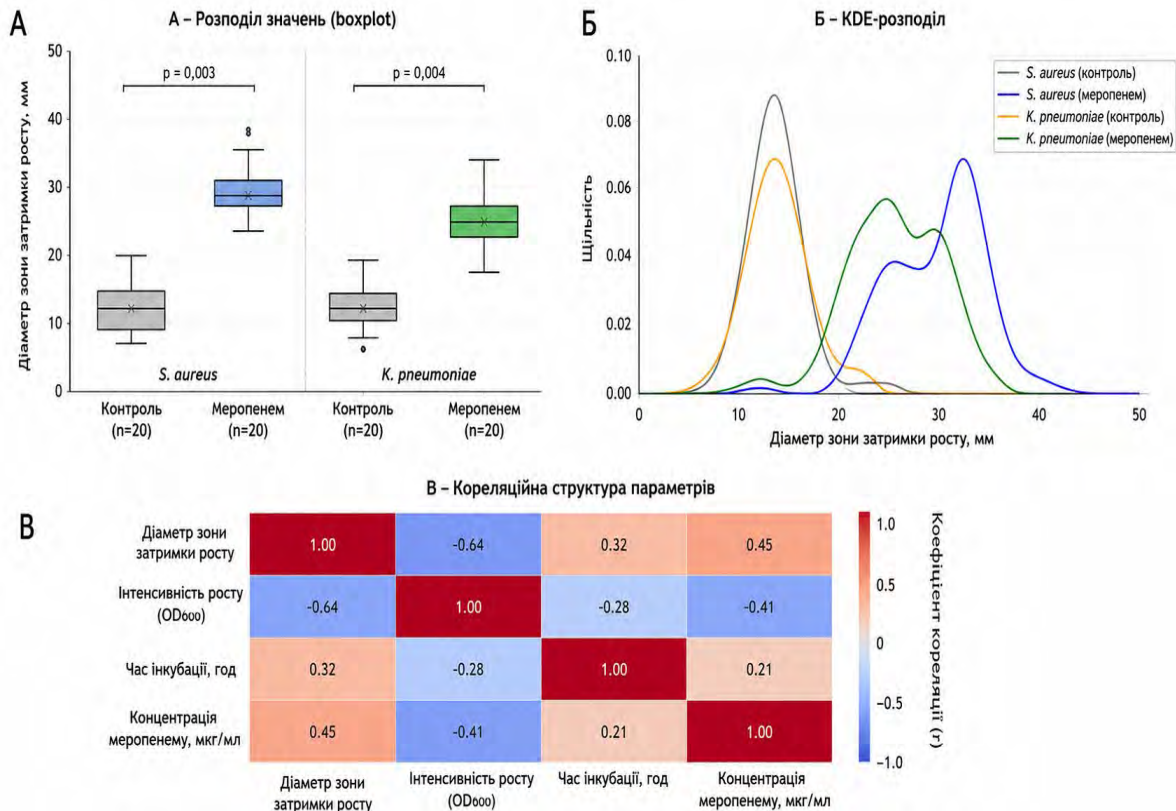 А
А – Розподіл значень (boxplot)
Діаметр зони затримки росту, мм
50
40
30
20
10
0
p = 0,003
p = 0,004
S. aureus
K. pneumoniae
Контроль
(n=20)
Меропенем
(n=20)
Контроль
(n=20)
Меропенем
(n=20)
Б
Б – KDE-розподіл
Щільність
0.10
0.08
0.06
0.04
0.02
0.00
S. aureus (контроль)
S. aureus (меропенем)
K. pneumoniae (контроль)
K. pneumoniae (меропенем)
0 10 20 30 40 50
Діаметр зони затримки росту, мм
В – Кореляційна структура параметрів
В
Діаметр зони
затримки росту
1.00 -0.64 0.32 0.45
Інтенсивність росту
(OD₆₀₀)
-0.64 1.00 -0.28 -0.41
Час інкубації, год
0.32 -0.28 1.00 0.21
Концентрація
меропенему, мкг/мл
0.45 -0.41 0.21 1.00
Діаметр зони
затримки росту
Інтенсивність росту
(OD₆₀₀)
Час інкубації, год
Концентрація
меропенему, мкг/мл
1.0
0.5
0
−0.5
−1.0
Коефіцієнт кореляції (r)